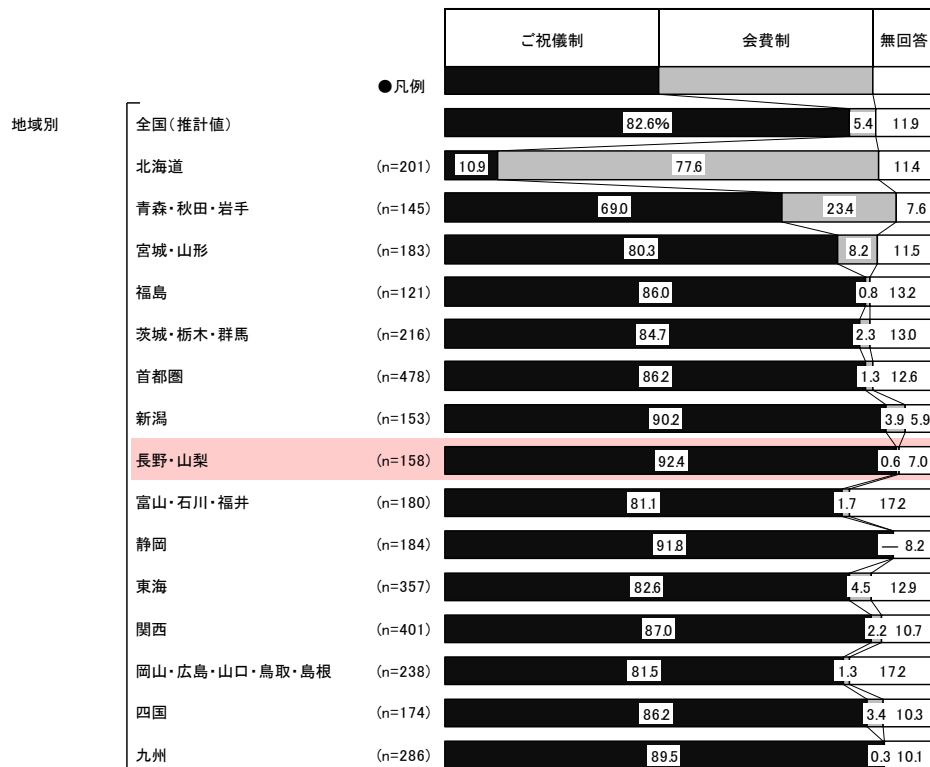 ご祝儀制 会費制 無回答
●凡例
地域別 全国(推計値) 82.6% 5.4 11.9
北海道 (n=201) 10.9 77.6 11.4
青森・秋田・岩手 (n=145) 69.0 23.4 7.6
宮城・山形 (n=183) 80.3 8.2 11.5
福島 (n=121) 86.0 0.8 13.2
茨城・栃木・群馬 (n=216) 84.7 2.3 13.0
首都圏 (n=478) 86.2 1.3 12.6
新潟 (n=153) 90.2 3.9 5.9
長野・山梨 (n=158) 92.4 0.6 7.0
富山・石川・福井 (n=180) 81.1 1.7 17.2
静岡 (n=184) 91.8 — 8.2
東海 (n=357) 82.6 4.5 12.9
関西 (n=401) 87.0 2.2 10.7
岡山・広島・山口・鳥取・島根 (n=238) 81.5 1.3 17.2
四国 (n=174) 86.2 3.4 10.3
九州 (n=286) 89.5 0.3 10.1